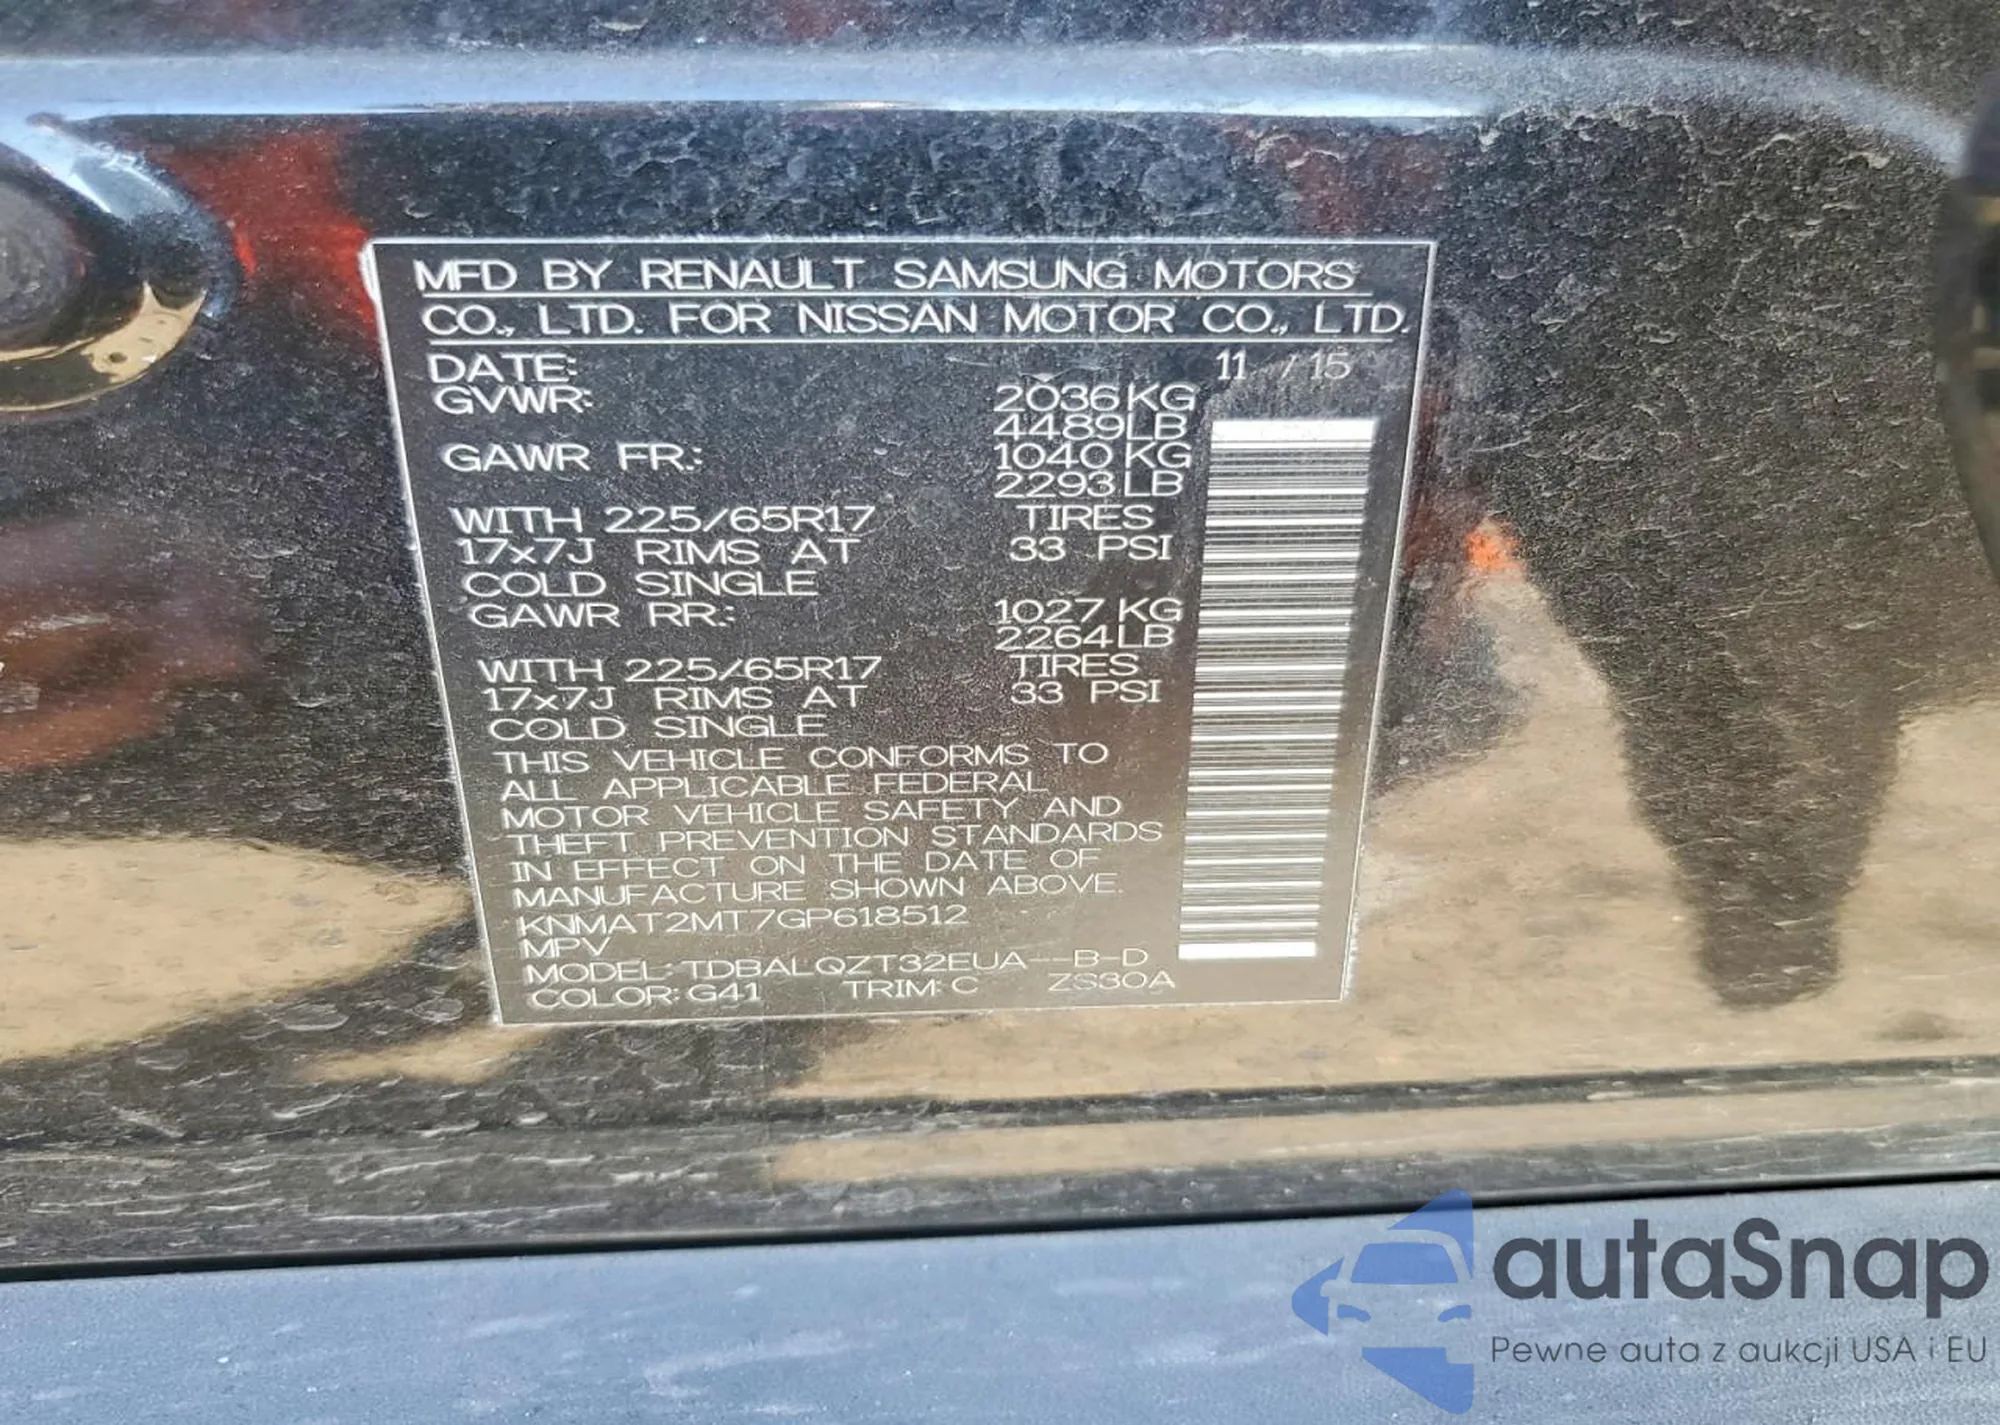 MFD BY RENAULT SAMSUNG MOTORS
CO., LTD. FOR NISSAN MOTOR CO., LTD.
DATE: 11 / 15
GVWR: 2036 KG
4489 LB
GAWR FR.: 1040 KG
2293 LB
WITH 225/65R17 TIRES
17x7J RIMS AT 33 PSI
COLD SINGLE
GAWR RR.: 1027 KG
2264 LB
WITH 225/65R17 TIRES
17x7J RIMS AT 33 PSI
COLD SINGLE
THIS VEHICLE CONFORMS TO
ALL APPLICABLE FEDERAL
MOTOR VEHICLE SAFETY AND
THEFT PREVENTION STANDARDS
IN EFFECT ON THE DATE OF
MANUFACTURE SHOWN ABOVE.
KNMAT2MT7GP618512
MPV
MODEL: TDBALQZT32EUA--B-D
COLOR: G41 TRIM: C ZS30A
autaSnap
Pewne auta z aukcji USA i EU